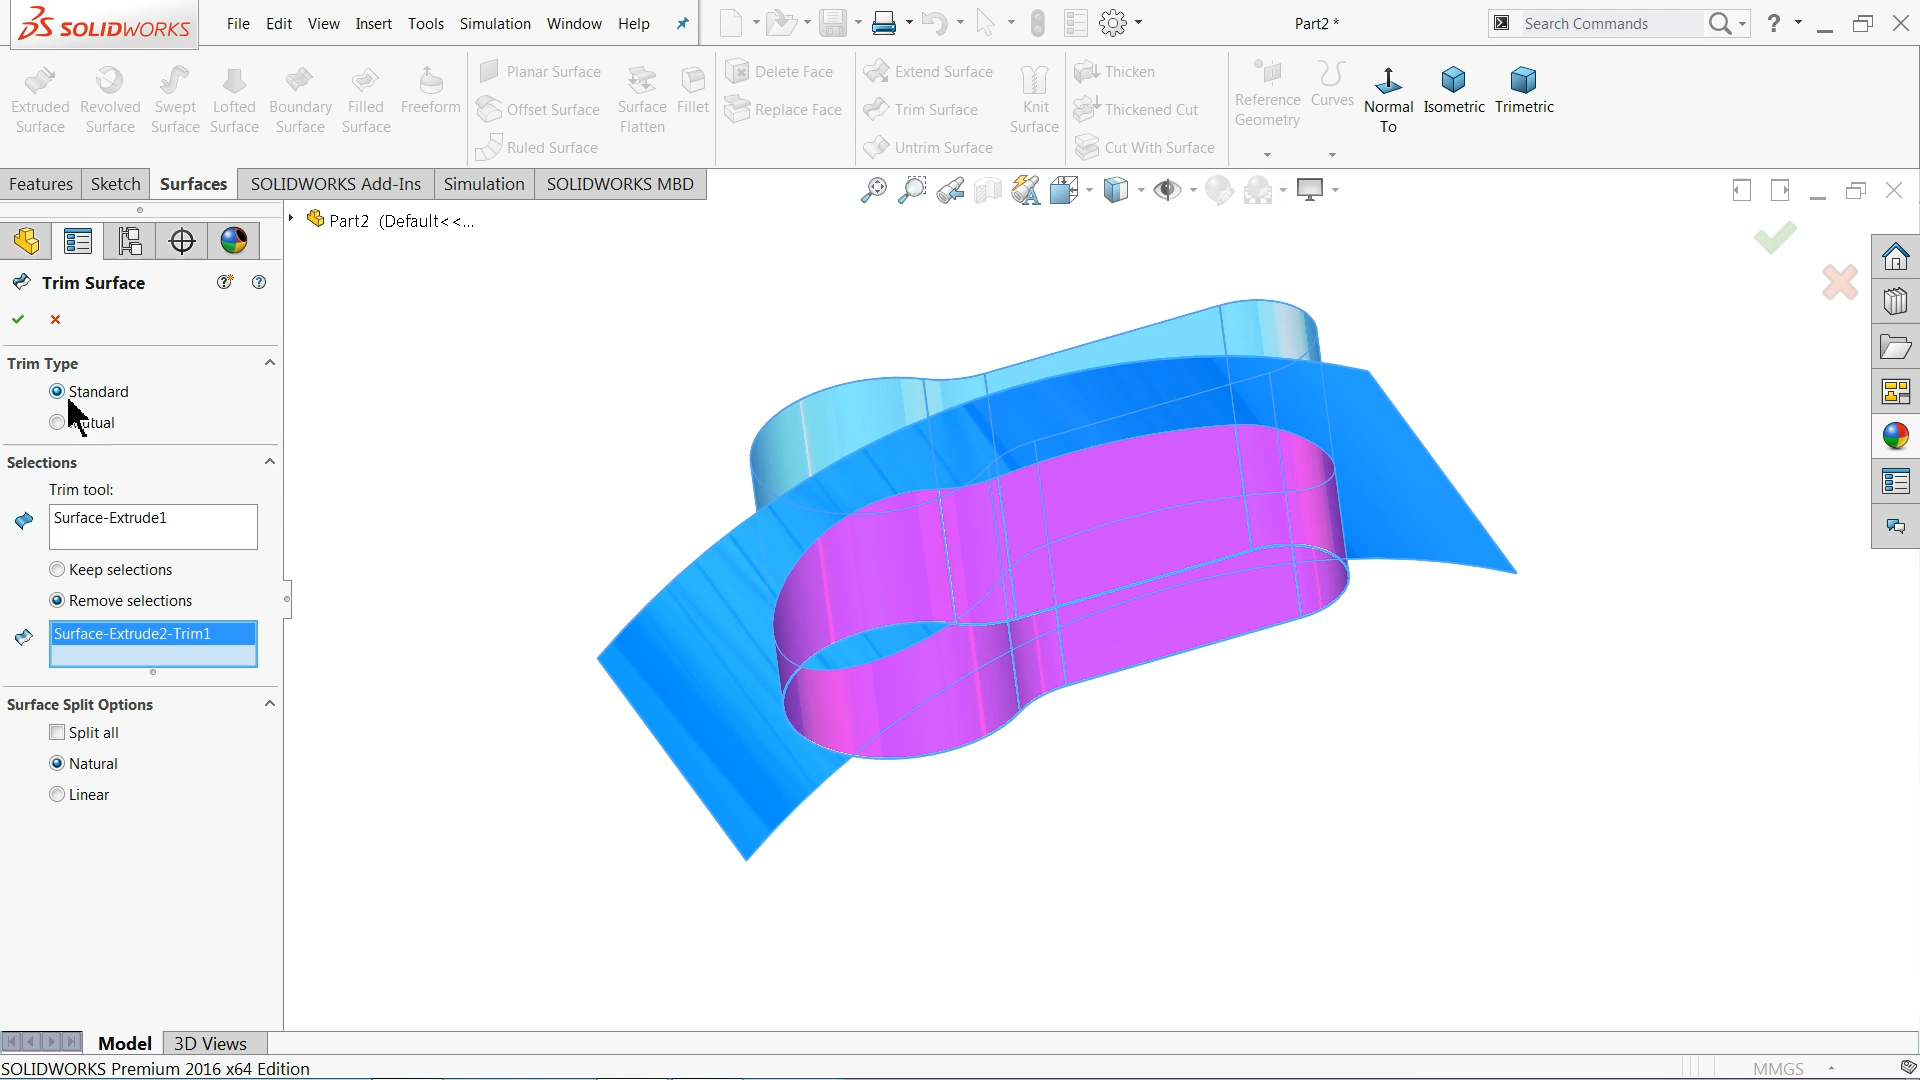 SOLIDWORKS
File Edit View Insert Tools Simulation Window Help
Part2 *
Search Commands
Extruded Surface
Revolved Surface
Swept Surface
Lofted Surface
Boundary Surface
Filled Surface
Freeform
Planar Surface
Offset Surface
Ruled Surface
Surface Flatten
Fillet
Delete Face
Replace Face
Extend Surface
Trim Surface
Untrim Surface
Knit Surface
Thicken
Thickened Cut
Cut With Surface
Reference Geometry
Curves
Normal To
Isometric
Trimetric
Features Sketch Surfaces SOLIDWORKS Add-Ins Simulation SOLIDWORKS MBD
Part2 (Default<<...
Trim Surface
Trim Type
Standard
Selections
Trim tool:
Surface-Extrude1
Keep selections
Remove selections
Surface-Extrude2-Trim1
Surface Split Options
Split all
Natural
Linear
Model 3D Views
SOLIDWORKS Premium 2016 x64 Edition
MMGS